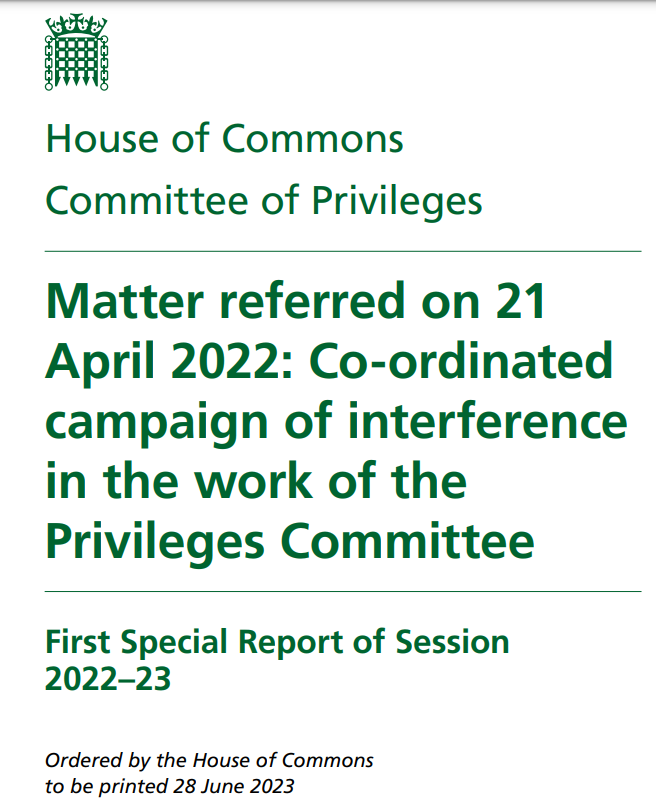 House of Commons
Committee of Privileges
Matter referred on 21
April 2022: Co-ordinated
campaign of interference
in the work of the
Privileges Committee
First Special Report of Session
2022–23
Ordered by the House of Commons
to be printed 28 June 2023